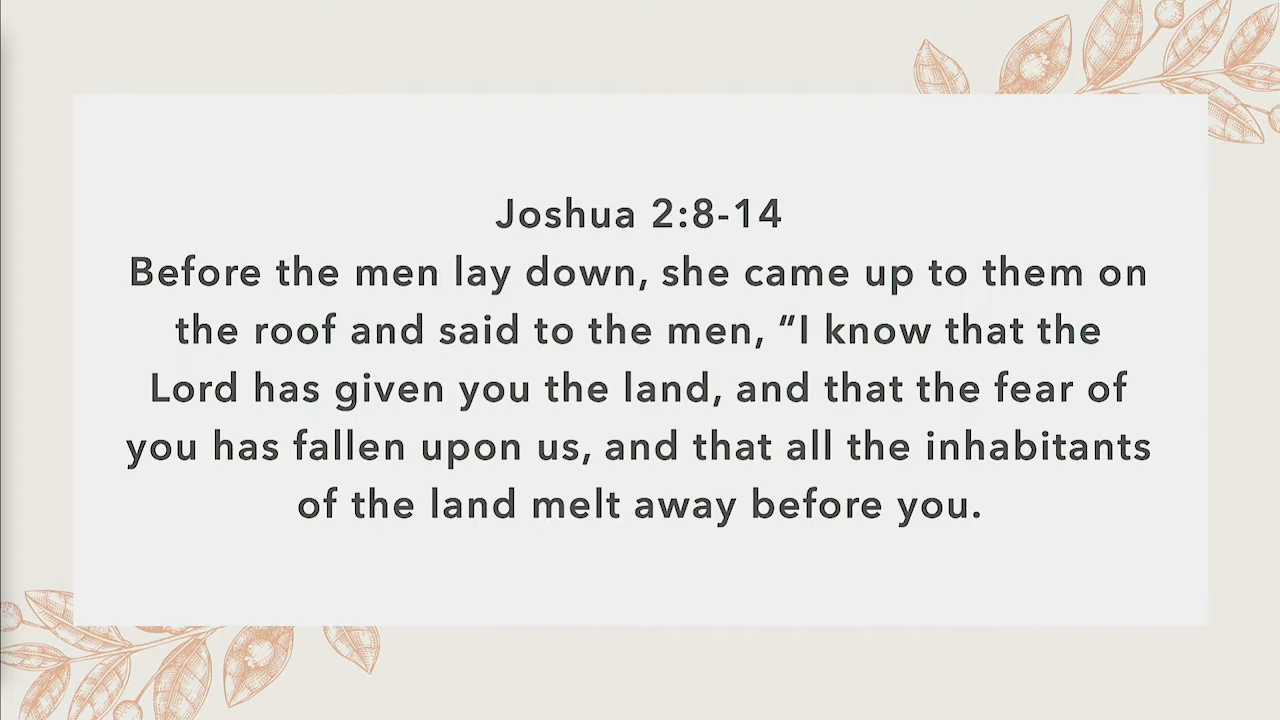 Joshua 2:8-14
Before the men lay down, she came up to them on
the roof and said to the men, “I know that the
Lord has given you the land, and that the fear of
you has fallen upon us, and that all the inhabitants
of the land melt away before you.